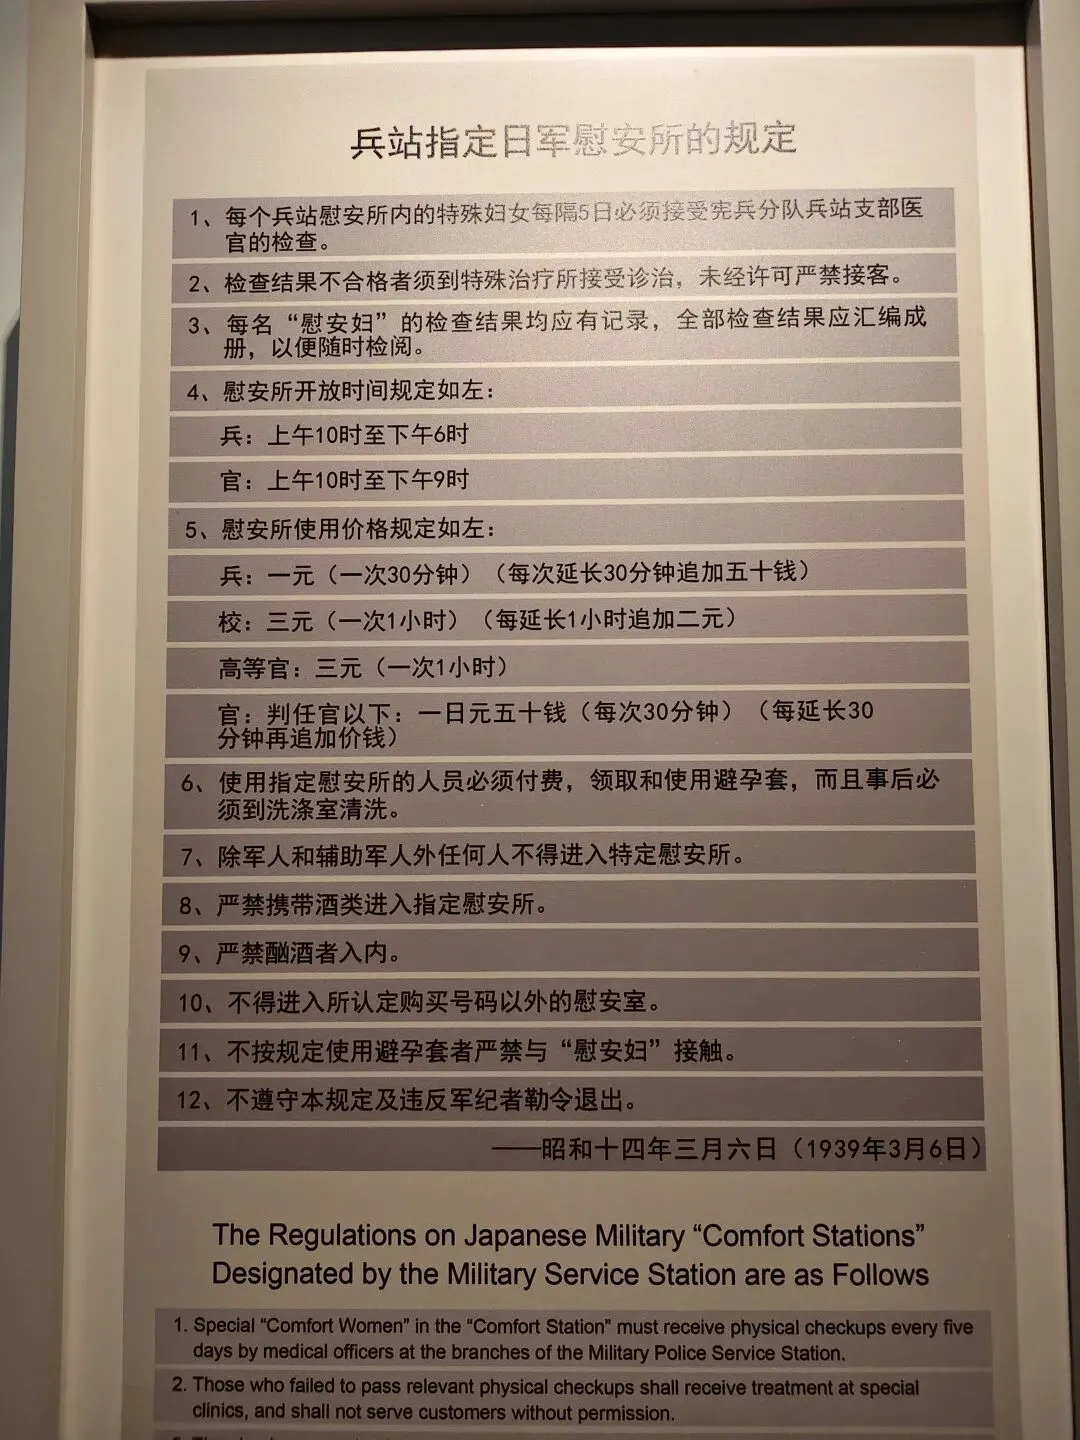 兵站指定日军慰安所的规定
1、每个兵站慰安所内的特殊妇女每隔5日必须接受宪兵分队兵站支部医
官的检查。
2、检查结果不合格者须到特殊治疗所接受诊治，未经许可严禁接客。
3、每名“慰安妇”的检查结果均应有记录，全部检查结果应汇编成
册，以便随时检阅。
4、慰安所开放时间规定如左：
兵：上午10时至下午6时
官：上午10时至下午9时
5、慰安所使用价格规定如左：
兵：一元（一次30分钟）（每次延长30分钟追加五十钱）
校：三元（一次1小时）（每延长1小时追加二元）
高等官：三元（一次1小时）
官：判任官以下：一日元五十钱（每次30分钟）（每延长30
分钟再追加价钱）
6、使用指定慰安所的人员必须付费，领取和使用避孕套，而且事后必
须到洗涤室清洗。
7、除军人和辅助军人外任何人不得进入特定慰安所。
8、严禁携带酒类进入指定慰安所。
9、严禁酗酒者入内。
10、不得进入所认定购买号码以外的慰安室。
11、不按规定使用避孕套者严禁与“慰安妇”接触。
12、不遵守本规定及违反军纪者勒令退出。
——昭和十四年三月六日（1939年3月6日）
The Regulations on Japanese Military “Comfort Stations”
Designated by the Military Service Station are as Follows
1. Special “Comfort Women” in the “Comfort Station” must receive physical checkups every five
days by medical officers at the branches of the Military Police Service Station.
2. Those who failed to pass relevant physical checkups shall receive treatment at special
clinics, and shall not serve customers without permission.